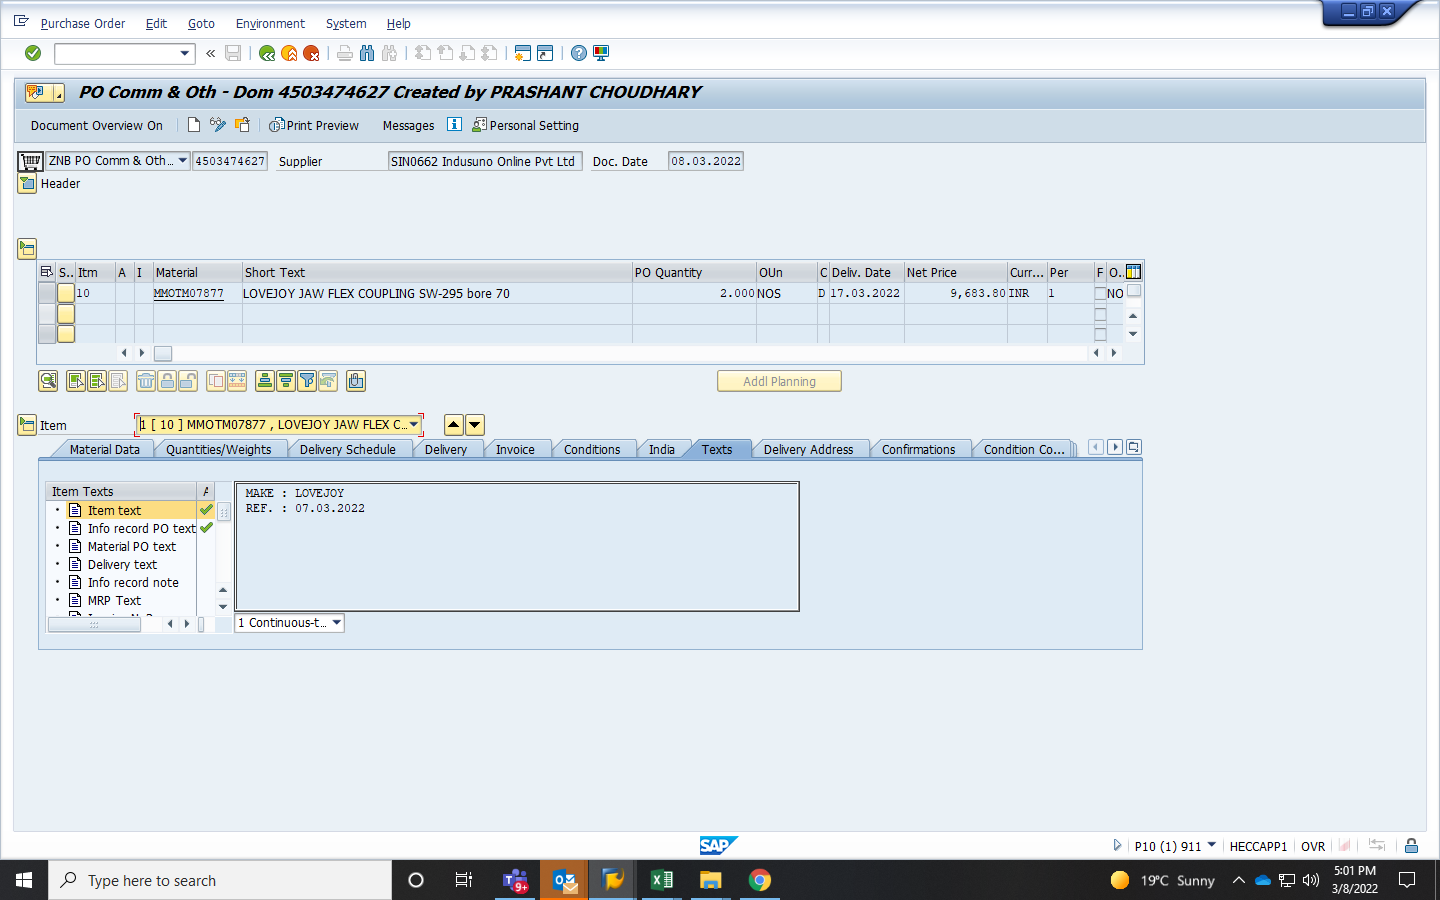 Purchase Order Edit Goto Environment System Help
PO Comm & Oth - Dom 4503474627 Created by PRASHANT CHOUDHARY
Document Overview On Print Preview Messages Personal Setting
ZNB PO Comm & Oth... 4503474627 Supplier SIN0662 Indusuno Online Pvt Ltd Doc. Date 08.03.2022
Header
S.. Itm A I Material Short Text PO Quantity OUn C Deliv. Date Net Price Curr... Per F O..
10 MMOTM07877 LOVEJOY JAW FLEX COUPLING SW-295 bore 70 2.000 NOS D 17.03.2022 9,683.80 INR 1 NO
Addl Planning
Item 1 [ 10 ] MMOTM07877 , LOVEJOY JAW FLEX C...
Material Data Quantities/Weights Delivery Schedule Delivery Invoice Conditions India Texts Delivery Address Confirmations Condition Co...
Item Texts A
Item text
Info record PO text
Material PO text
Delivery text
Info record note
MRP Text
MAKE : LOVEJOY
REF. : 07.03.2022
1 Continuous-t...
SAP P10 (1) 911 HECCAPP1 OVR
Type here to search 9+ 19°C Sunny 5:01 PM
3/8/2022